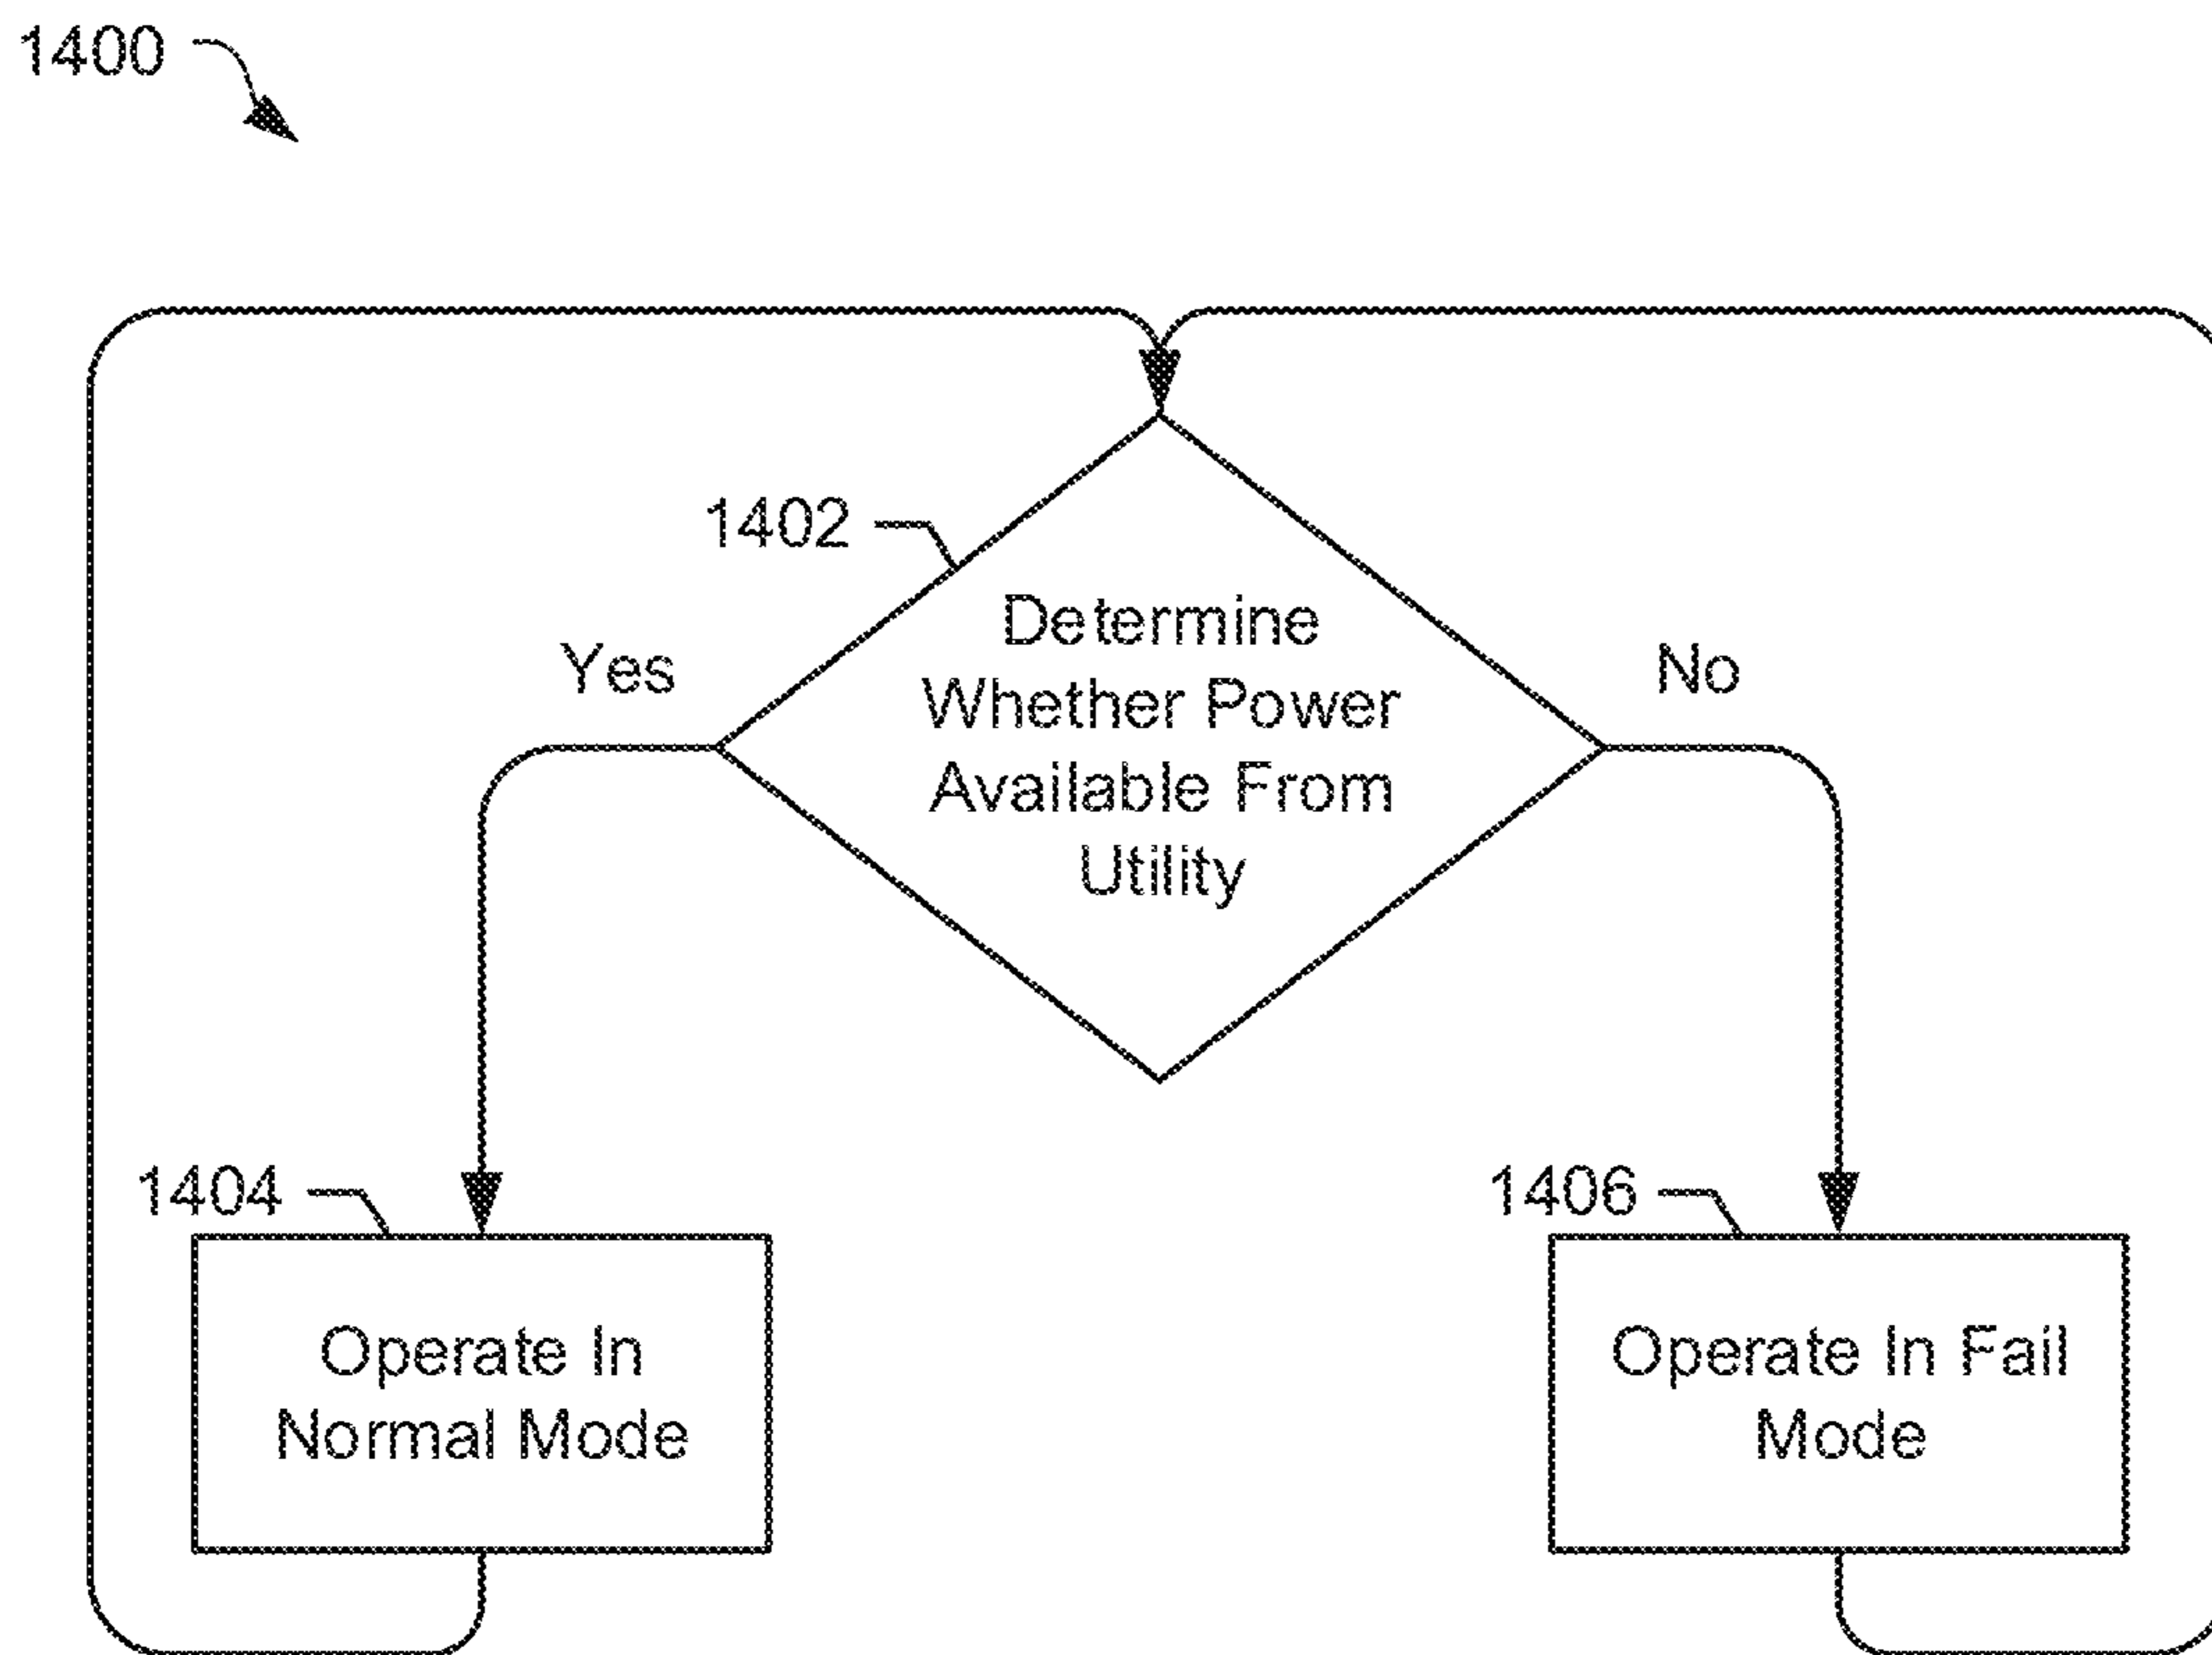 1400
1402
Determine
Whether Power
Available From
Utility
Yes
No
1404
Operate In
Normal Mode
1406
Operate In Fail
Mode